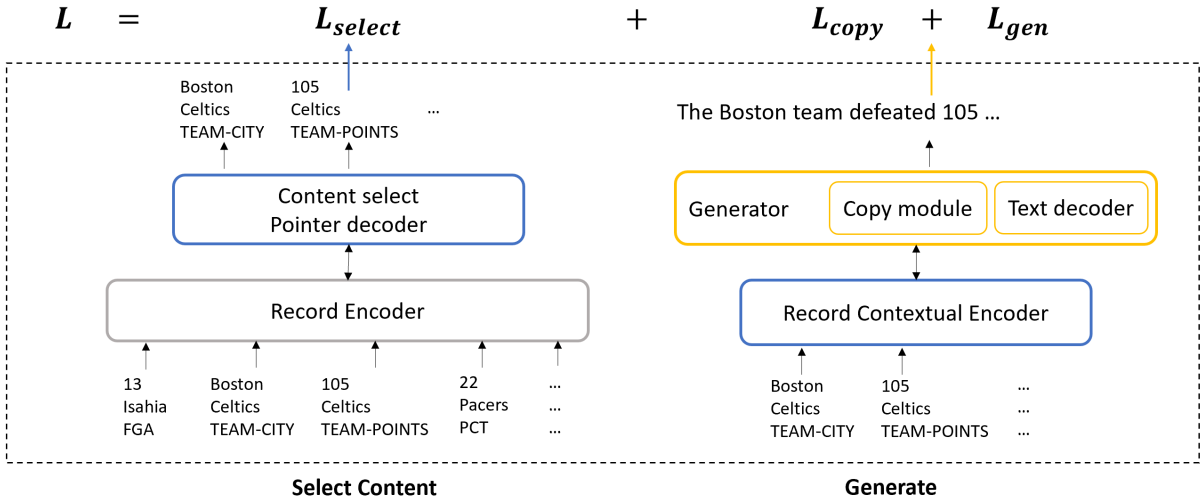 L = L_select + L_copy + L_gen
Boston 105
Celtics Celtics ...
TEAM-CITY TEAM-POINTS
The Boston team defeated 105 ...
Content select
Pointer decoder
Generator Copy module Text decoder
Record Encoder
Record Contextual Encoder
13 Boston 105 22 ...
Isahia Celtics Celtics Pacers ...
FGA TEAM-CITY TEAM-POINTS PCT ...
Boston 105 ...
Celtics Celtics ...
TEAM-CITY TEAM-POINTS ...
Select Content
Generate